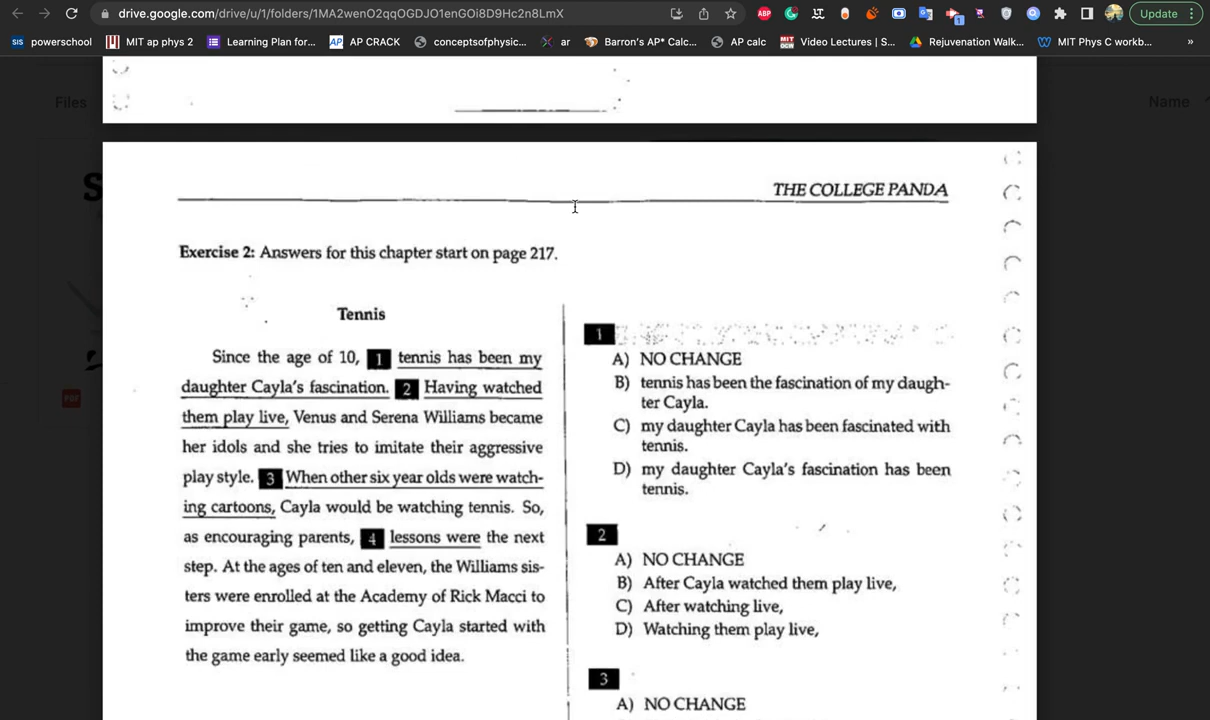 drive.google.com/drive/u/1/folders/1MA2wenO2qqOGDJO1enGOi8D9Hc2n8LmX
Update
powerschool
MIT ap phys 2
Learning Plan for...
AP CRACK
conceptsofphysic...
ar
Barron's AP* Calc...
AP calc
Video Lectures | S...
Rejuvenation Walk...
MIT Phys C workb...
»
Files
Name
THE COLLEGE PANDA
Exercise 2: Answers for this chapter start on page 217.
Tennis
Since the age of 10, 1 tennis has been my
daughter Cayla's fascination. 2 Having watched
them play live, Venus and Serena Williams became
her idols and she tries to imitate their aggressive
play style. 3 When other six year olds were watch-
ing cartoons, Cayla would be watching tennis. So,
as encouraging parents, 4 lessons were the next
step. At the ages of ten and eleven, the Williams sis-
ters were enrolled at the Academy of Rick Macci to
improve their game, so getting Cayla started with
the game early seemed like a good idea.
1
A) NO CHANGE
B) tennis has been the fascination of my daugh-
ter Cayla.
C) my daughter Cayla has been fascinated with
tennis.
D) my daughter Cayla's fascination has been
tennis.
2
A) NO CHANGE
B) After Cayla watched them play live,
C) After watching live,
D) Watching them play live,
3
A) NO CHANGE